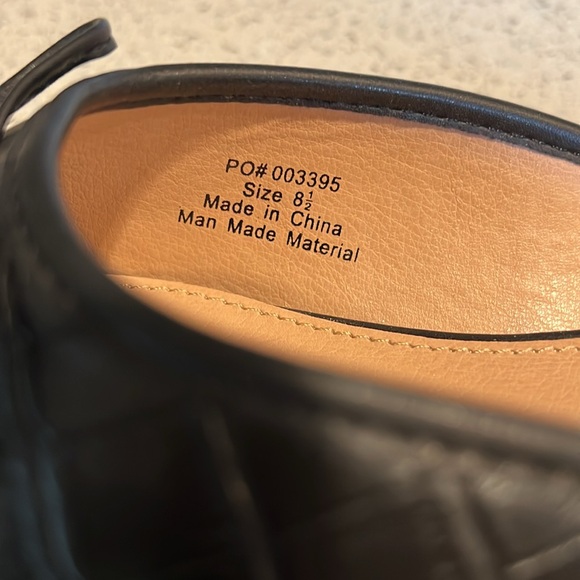 PO# 003395
Size 8½
Made in China
Man Made Material